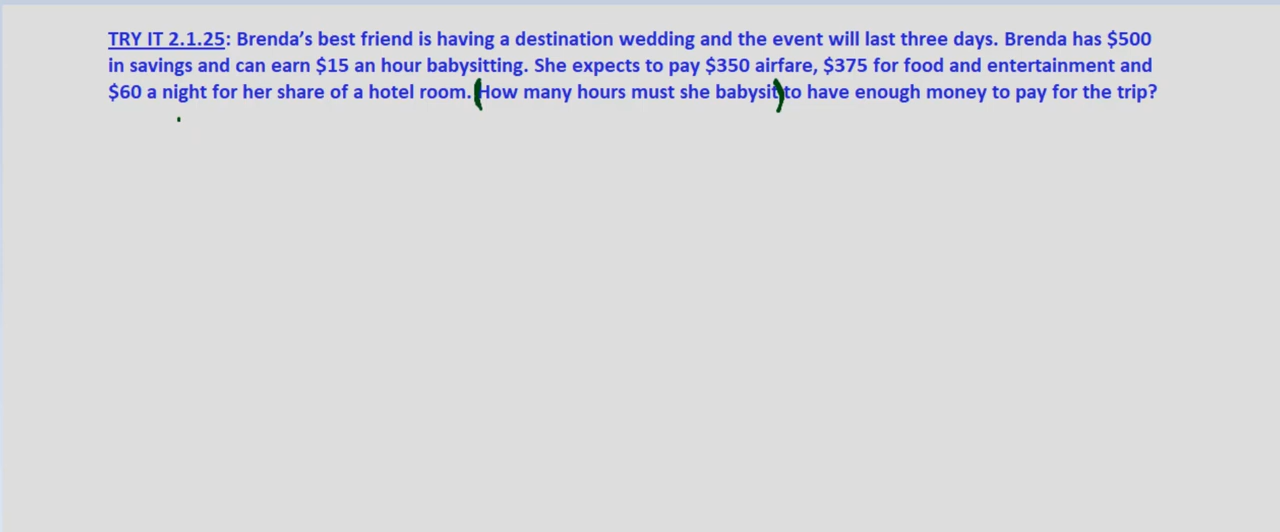 TRY IT 2.1.25: Brenda's best friend is having a destination wedding and the event will last three days. Brenda has $500
in savings and can earn $15 an hour babysitting. She expects to pay $350 airfare, $375 for food and entertainment and
$60 a night for her share of a hotel room. (How many hours must she babysit) to have enough money to pay for the trip?